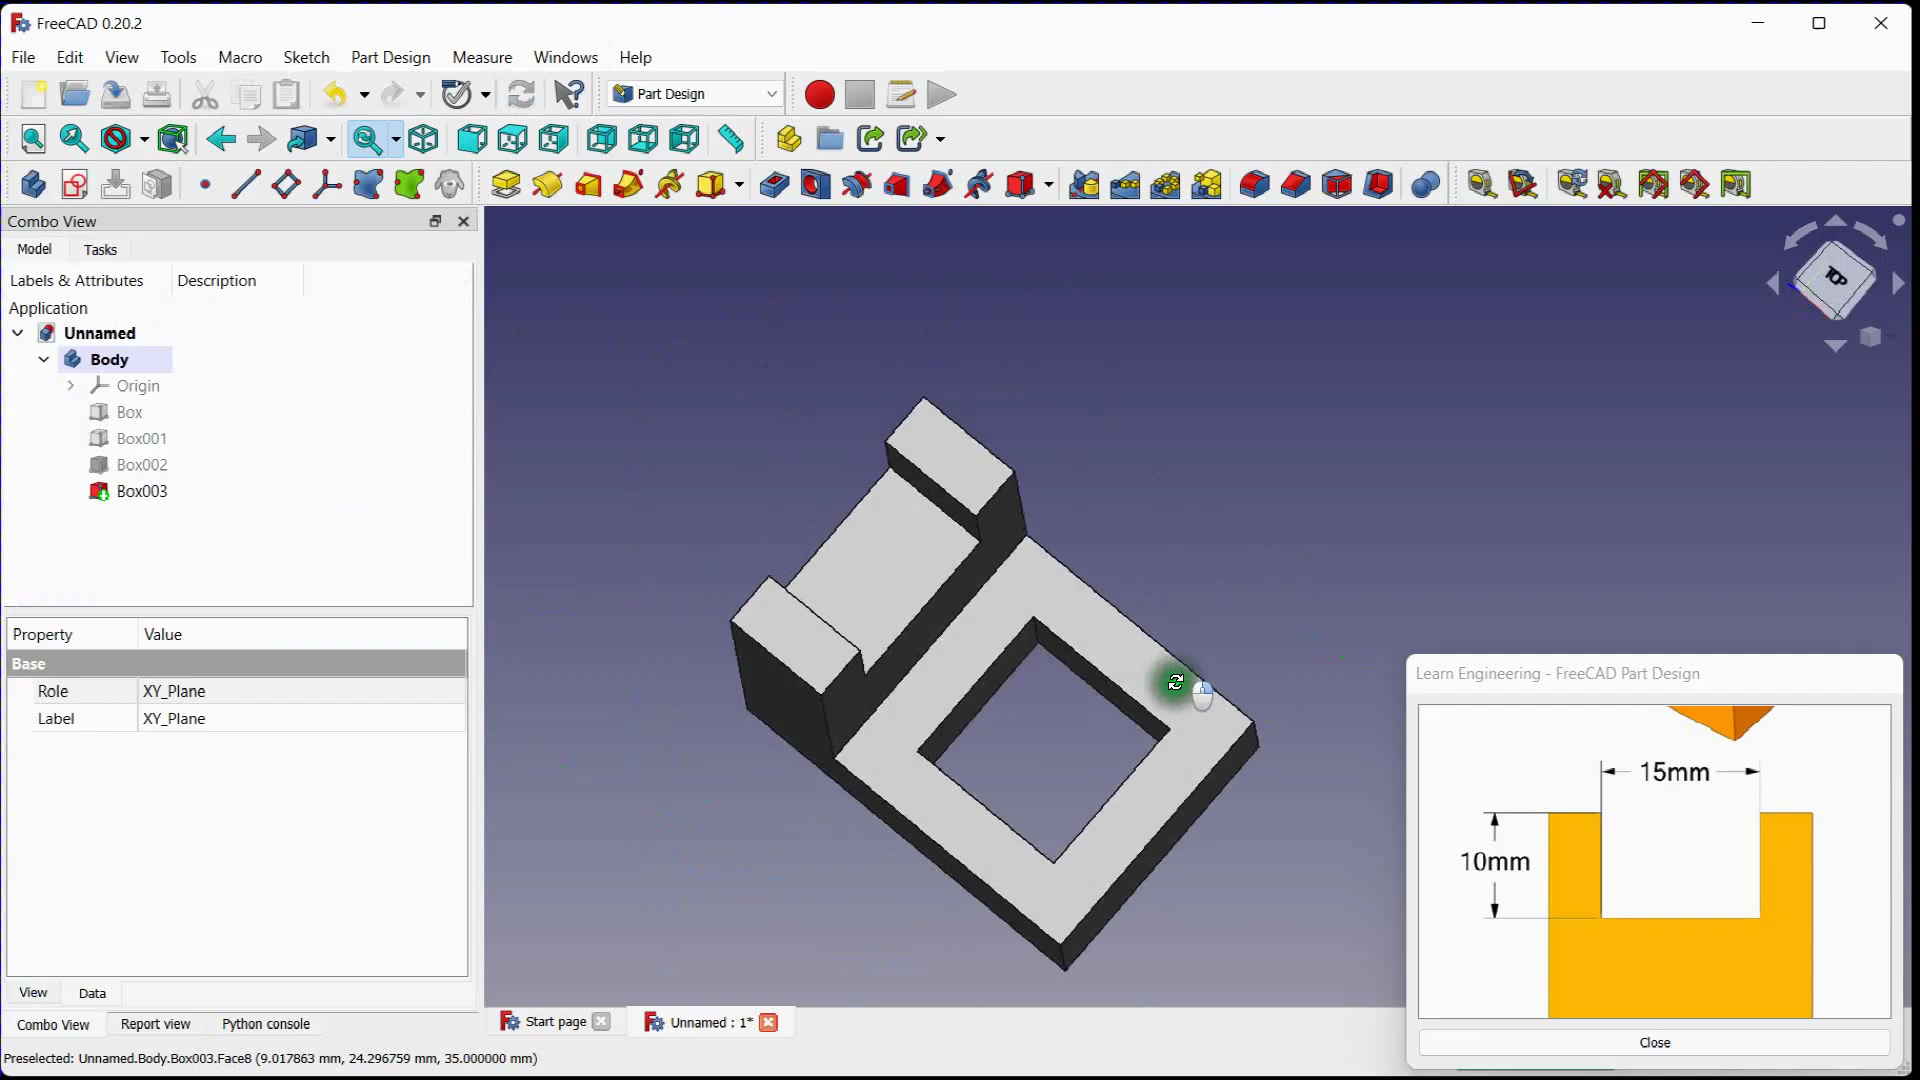 FreeCAD 0.20.2
File Edit View Tools Macro Sketch Part Design Measure Windows Help
Part Design
Combo View
Model Tasks
Labels & Attributes Description
Application
Unnamed
Body
Origin
Box
Box001
Box002
Box003
Property Value
Base
Role XY_Plane
Label XY_Plane
View Data
Combo View Report view Python console
Start page Unnamed : 1*
Preselected: Unnamed.Body.Box003.Face8 (9.017863 mm, 24.296759 mm, 35.000000 mm)
TOP
Learn Engineering - FreeCAD Part Design
15mm
10mm
Close